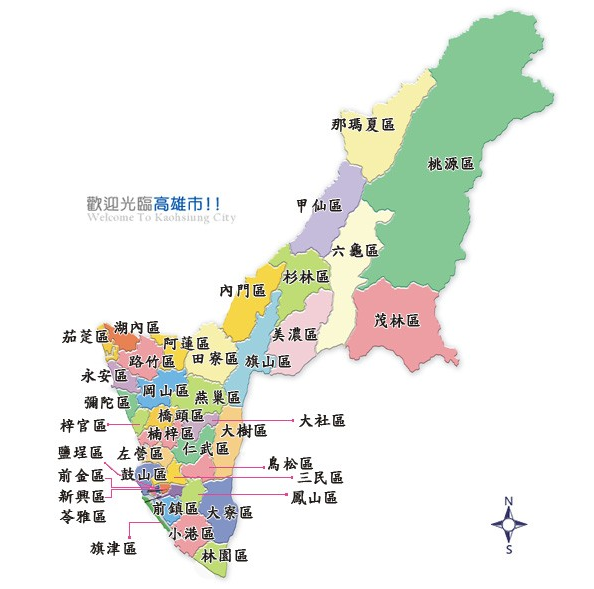 那瑪夏區
桃源區
歡迎光臨高雄市!!
Welcome To Kaohsiung City
甲仙區
六龜區
杉林區
內門區
茂林區
美濃區
湖內區
茄萣區
阿蓮區
田寮區
旗山區
路竹區
永安區
岡山區
燕巢區
彌陀區
橋頭區
大社區
梓官區
楠梓區
大樹區
仁武區
鹽埕區
左營區
鳥松區
前金區
鼓山區
三民區
新興區
鳳山區
苓雅區
前鎮區
大寮區
小港區
旗津區
林園區
N
S